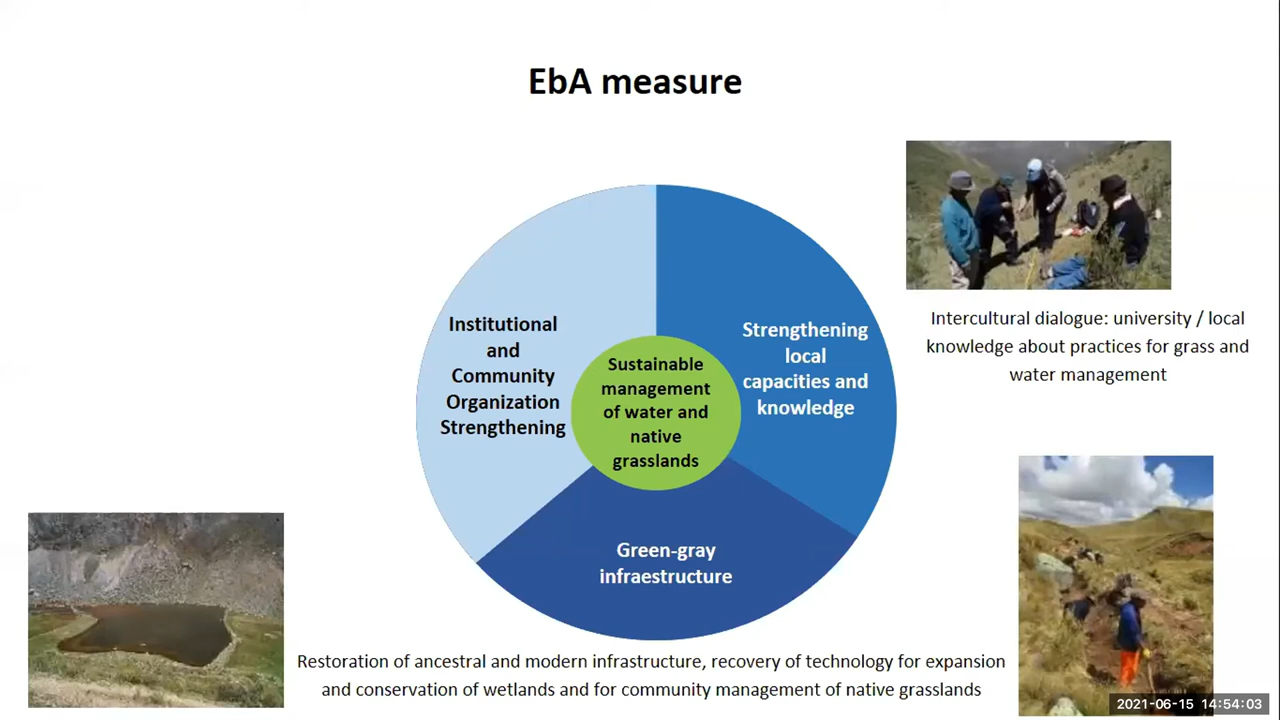 EbA measure
Institutional
and
Community
Organization
Strengthening
Sustainable
management
of water and
native
grasslands
Strengthening
local
capacities and
knowledge
Green-gray
infraestructure
Intercultural dialogue: university / local
knowledge about practices for grass and
water management
Restoration of ancestral and modern infrastructure, recovery of technology for expansion
and conservation of wetlands and for community management of native grasslands
2021-06-15 14:54:03